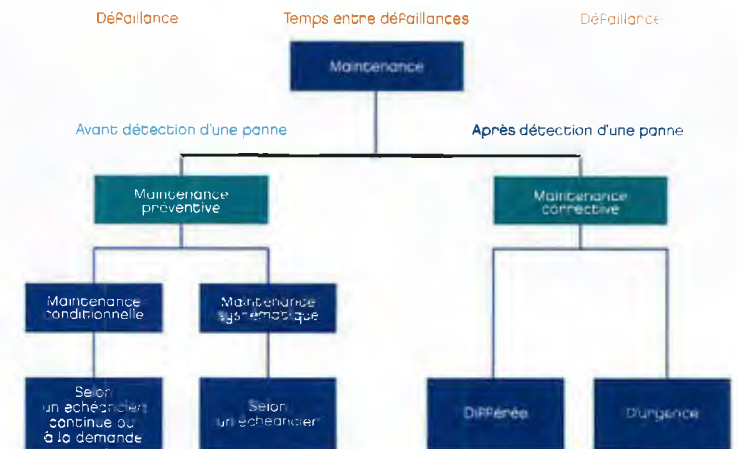 Défaillance Temps entre défaillances Défaillance
Maintenance
Avant détection d'une panne Après détection d'une panne
Maintenance
préventive
Maintenance
corrective
Maintenance
conditionnelle
Maintenance
systématique
Selon
un échéancier
continue ou
à la demande
Selon
un échéancier
Différée
D'urgence